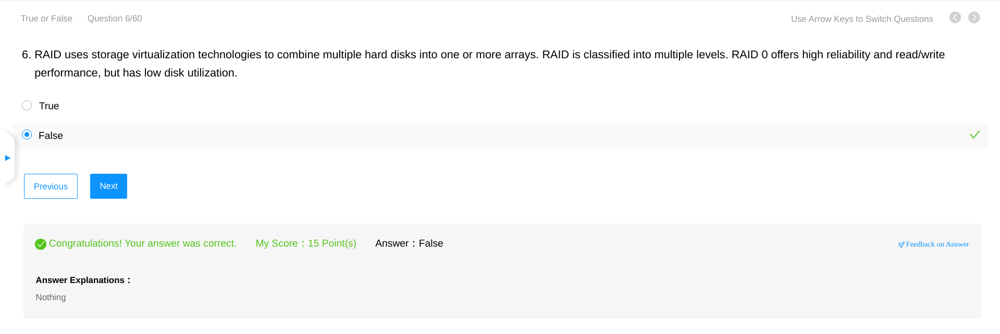 True or False Question 6/60 Use Arrow Keys to Switch Questions
6. RAID uses storage virtualization technologies to combine multiple hard disks into one or more arrays. RAID is classified into multiple levels. RAID 0 offers high reliability and read/write
performance, but has low disk utilization.
True
False
Previous Next
Congratulations! Your answer was correct. My Score：15 Point(s) Answer：False Feedback on Answer
Answer Explanations：
Nothing